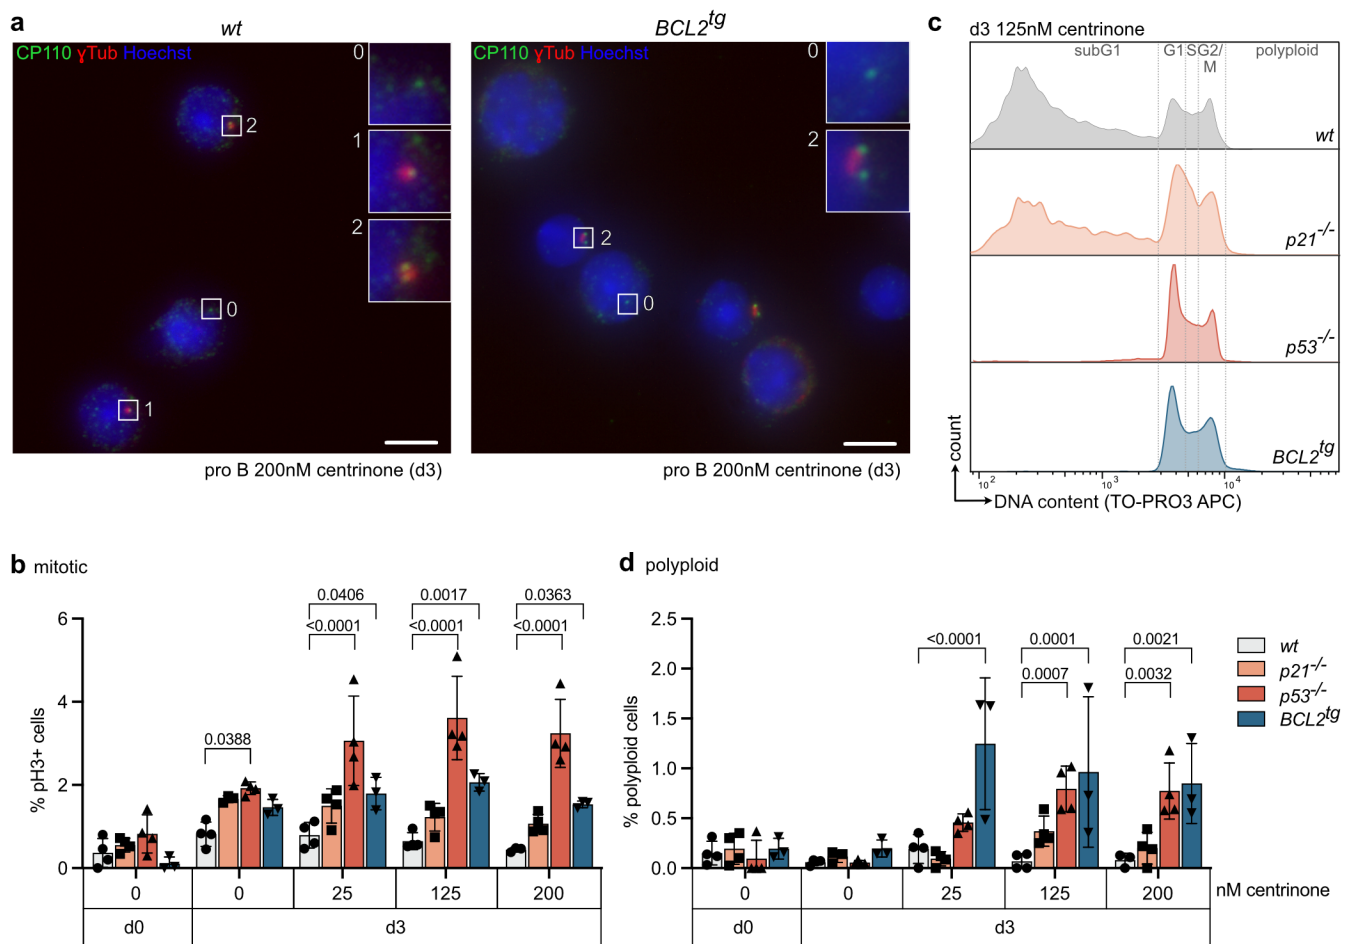 a
wt
CP110 ɣTub Hoechst
0
1
2
2
0
1
pro B 200nM centrinone (d3)
BCL2tg
CP110 ɣTub Hoechst
0
2
2
0
pro B 200nM centrinone (d3)
c
d3 125nM centrinone
subG1 G1 S G2/M polyploid
wt
p21-/-
p53-/-
BCL2tg
count
10² 10³ 10⁴
DNA content (TO-PRO3 APC)
b mitotic
% pH3+ cells
6
4
2
0
0.0388
0.0406
<0.0001
0.0017
<0.0001
0.0363
<0.0001
0 0 25 125 200
d0 d3
d polyploid
% polyploid cells
2.5
2.0
1.5
1.0
0.5
0.0
<0.0001
0.0001
0.0007
0.0021
0.0032
0 0 25 125 200 nM centrinone
d0 d3
wt
p21-/-
p53-/-
BCL2tg